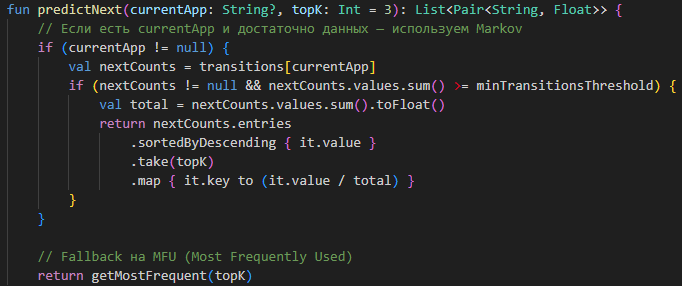 fun predictNext(currentApp: String?, topK: Int = 3): List<Pair<String, Float>> {
    // Если есть currentApp и достаточно данных — используем Markov
    if (currentApp != null) {
        val nextCounts = transitions[currentApp]
        if (nextCounts != null && nextCounts.values.sum() >= minTransitionsThreshold) {
            val total = nextCounts.values.sum().toFloat()
            return nextCounts.entries
                .sortedByDescending { it.value }
                .take(topK)
                .map { it.key to (it.value / total) }
        }
    }

    // Fallback на MFU (Most Frequently Used)
    return getMostFrequent(topK)